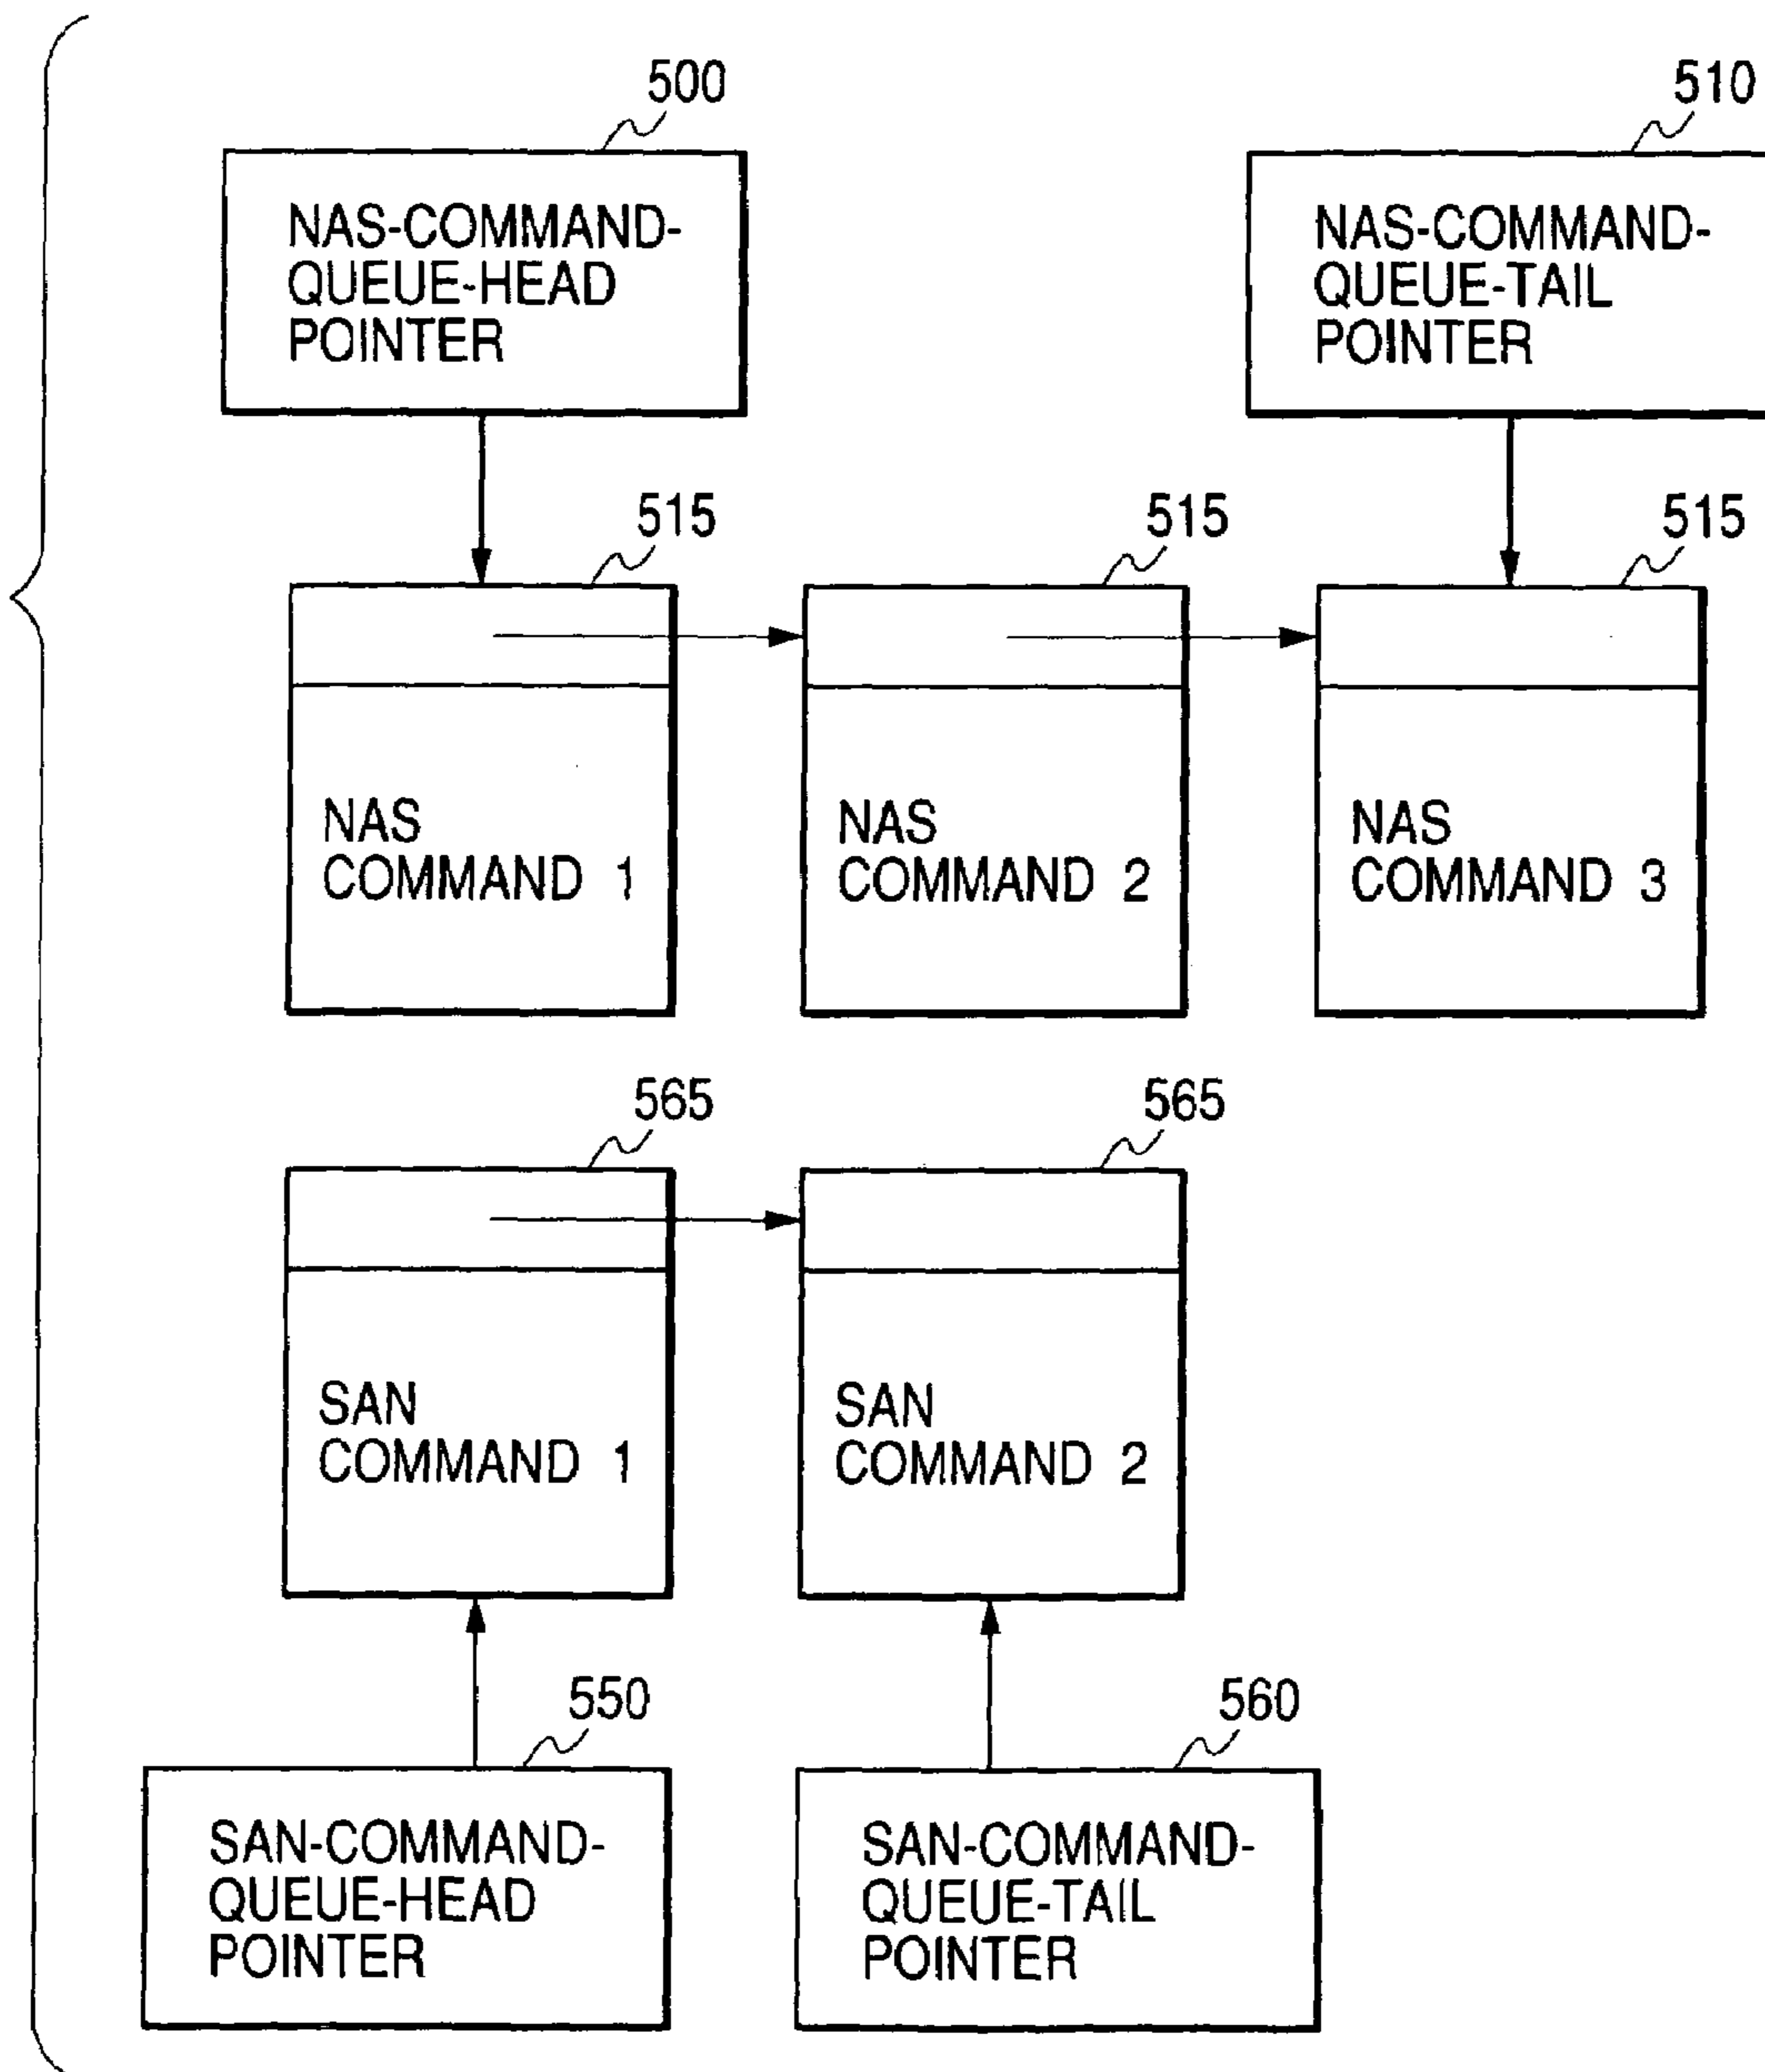 500
510
NAS-COMMAND-
QUEUE-HEAD
POINTER
NAS-COMMAND-
QUEUE-TAIL
POINTER
515
515
515
NAS
COMMAND 1
NAS
COMMAND 2
NAS
COMMAND 3
565
565
SAN
COMMAND 1
SAN
COMMAND 2
550
560
SAN-COMMAND-
QUEUE-HEAD
POINTER
SAN-COMMAND-
QUEUE-TAIL
POINTER